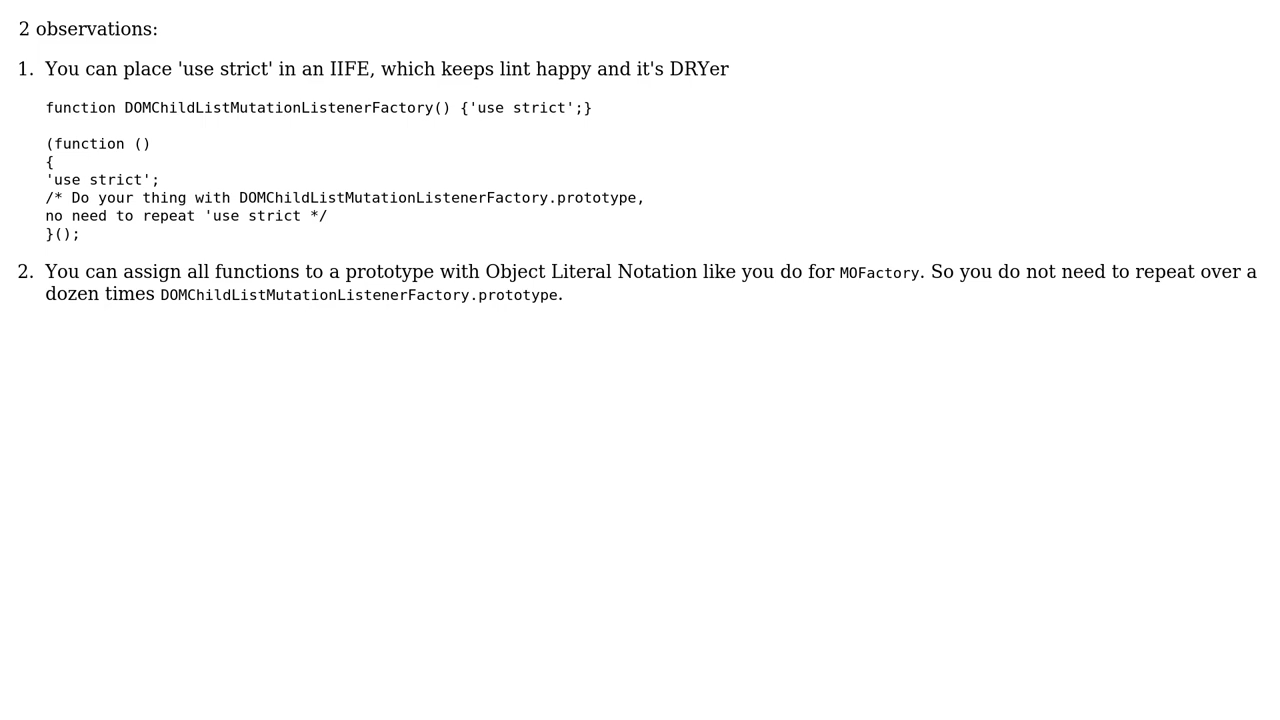 2 observations:
1. You can place 'use strict' in an IIFE, which keeps lint happy and it's DRYer
function DOMChildListMutationListenerFactory() {'use strict';}
(function ()
{
'use strict';
/* Do your thing with DOMChildListMutationListenerFactory.prototype,
no need to repeat 'use strict */
}();
2. You can assign all functions to a prototype with Object Literal Notation like you do for MOFactory. So you do not need to repeat over a
dozen times DOMChildListMutationListenerFactory.prototype.